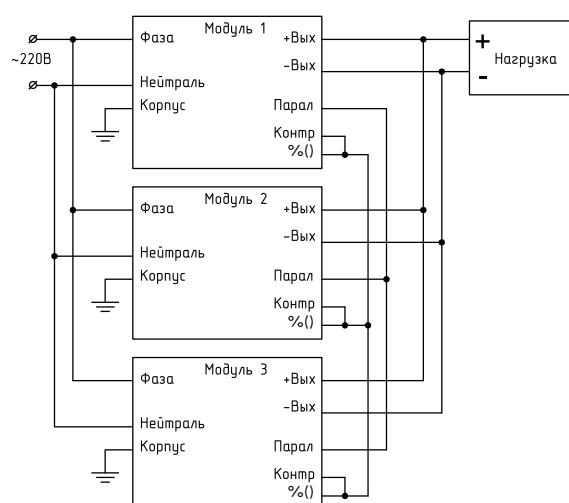 ~220В
Модуль 1
Фаза
Нейтраль
Корпус
+Вых
–Вых
Парал
Контр
%()
+
-
Нагрузка
Модуль 2
Фаза
Нейтраль
Корпус
+Вых
–Вых
Парал
Контр
%()
Модуль 3
Фаза
Нейтраль
Корпус
+Вых
–Вых
Парал
Контр
%()